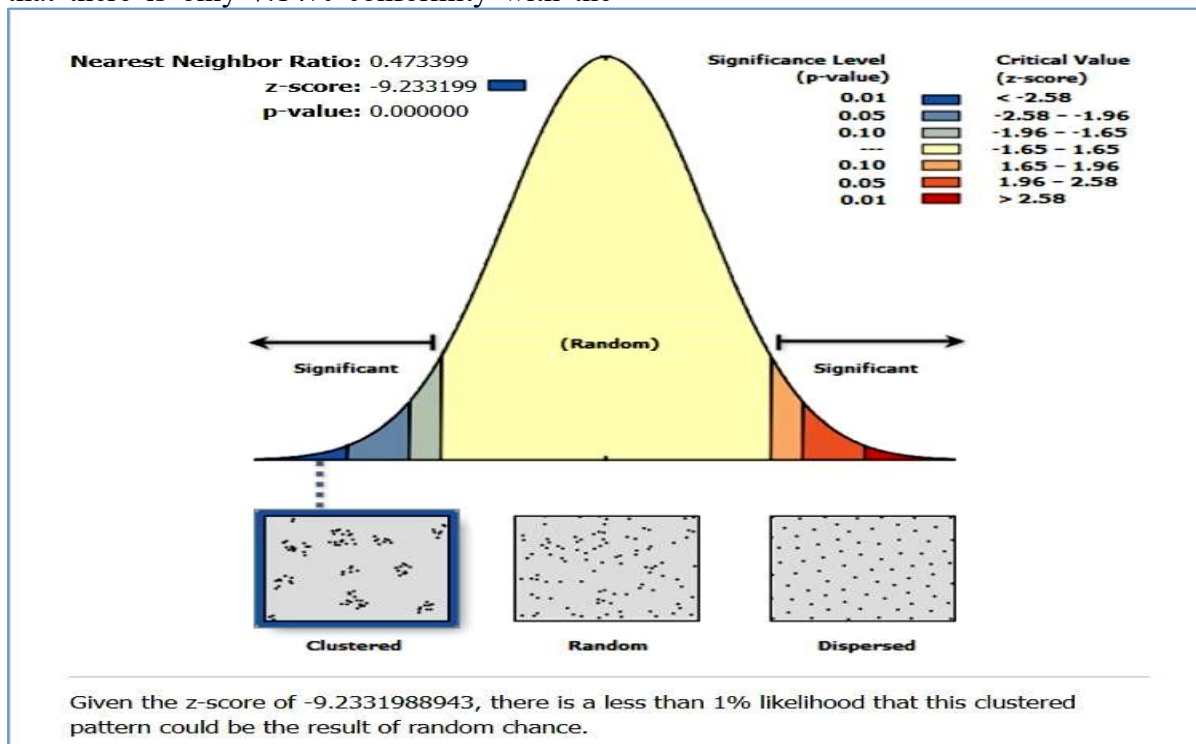 Nearest Neighbor Ratio: 0.473399
z-score: -9.233199
p-value: 0.000000
Significance Level
(p-value)
Critical Value
(z-score)
0.01 < -2.58
0.05 -2.58 – -1.96
0.10 -1.96 – -1.65
--- -1.65 – 1.65
0.10 1.65 – 1.96
0.05 1.96 – 2.58
0.01 > 2.58
Significant
(Random)
Significant
Clustered
Random
Dispersed
Given the z-score of -9.2331988943, there is a less than 1% likelihood that this clustered
pattern could be the result of random chance.